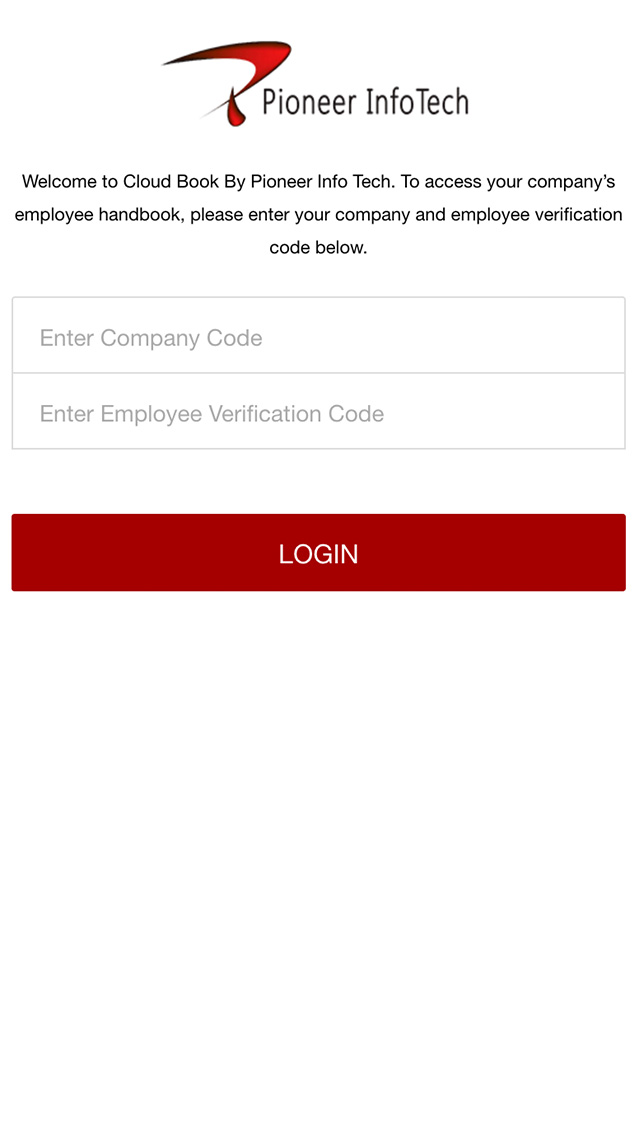 Pioneer InfoTech
Welcome to Cloud Book By Pioneer Info Tech. To access your company’s
employee handbook, please enter your company and employee verification
code below.
Enter Company Code
Enter Employee Verification Code
LOGIN